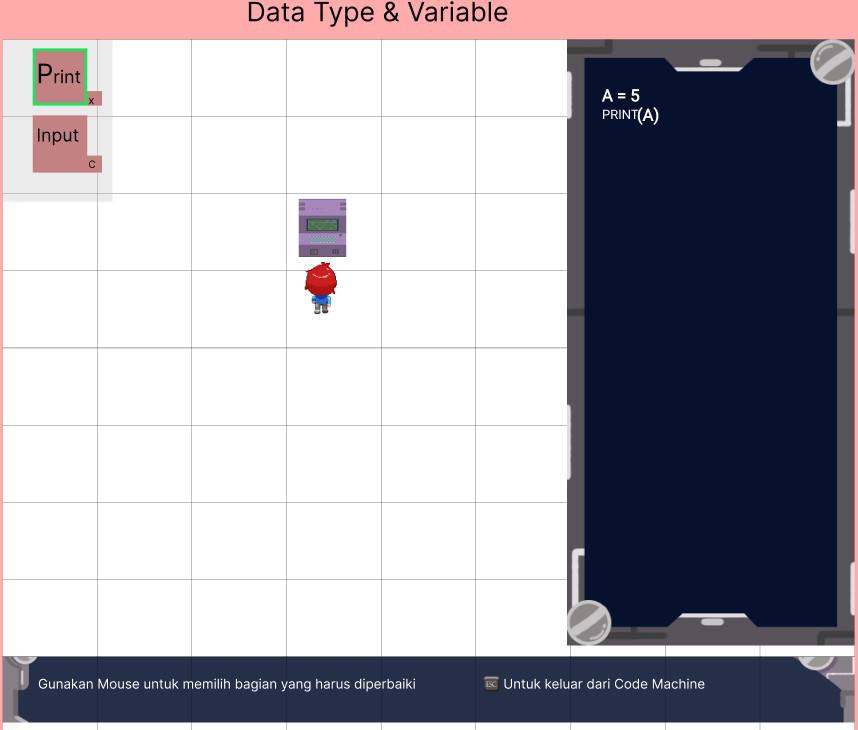 Data Type & Variable
Print
x
Input
C
A = 5
PRINT(A)
Gunakan Mouse untuk memilih bagian yang harus diperbaiki
ESC Untuk keluar dari Code Machine